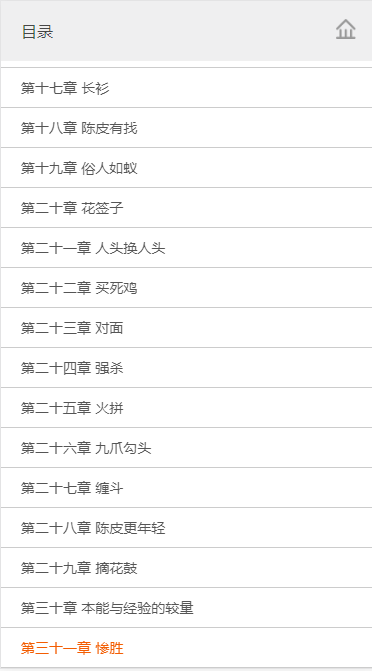 目录
第十七章 长衫
第十八章 陈皮有找
第十九章 俗人如蚁
第二十章 花签子
第二十一章 人头换人头
第二十二章 买死鸡
第二十三章 对面
第二十四章 强杀
第二十五章 火拼
第二十六章 九爪勾头
第二十七章 缠斗
第二十八章 陈皮更年轻
第二十九章 摘花鼓
第三十章 本能与经验的较量
第三十一章 惨胜